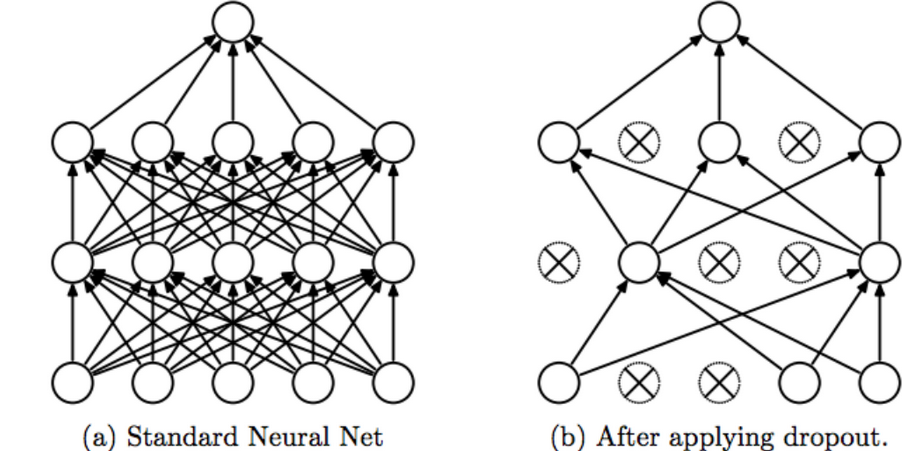 (a) Standard Neural Net
(b) After applying dropout.